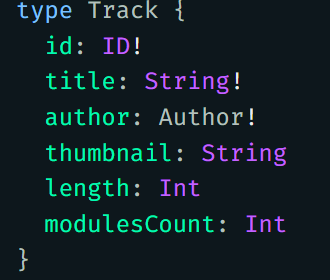 type Track {
  id: ID!
  title: String!
  author: Author!
  thumbnail: String
  length: Int
  modulesCount: Int
}